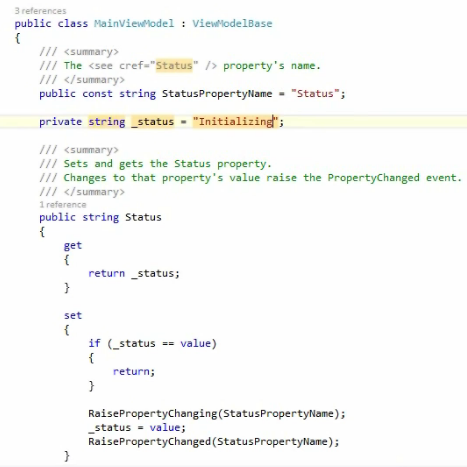 3 references
public class MainViewModel : ViewModelBase
{
/// <summary>
/// The <see cref="Status" /> property's name.
/// </summary>
public const string StatusPropertyName = "Status";
private string _status = "Initializing";
/// <summary>
/// Sets and gets the Status property.
/// Changes to that property's value raise the PropertyChanged event.
/// </summary>
1 reference
public string Status
{
get
{
return _status;
}
set
{
if (_status == value)
{
return;
}
RaisePropertyChanging(StatusPropertyName);
_status = value;
RaisePropertyChanged(StatusPropertyName);
}